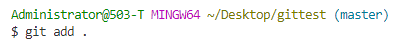 Administrator@503-T MINGW64 ~/Desktop/gittest (master)
$ git add .